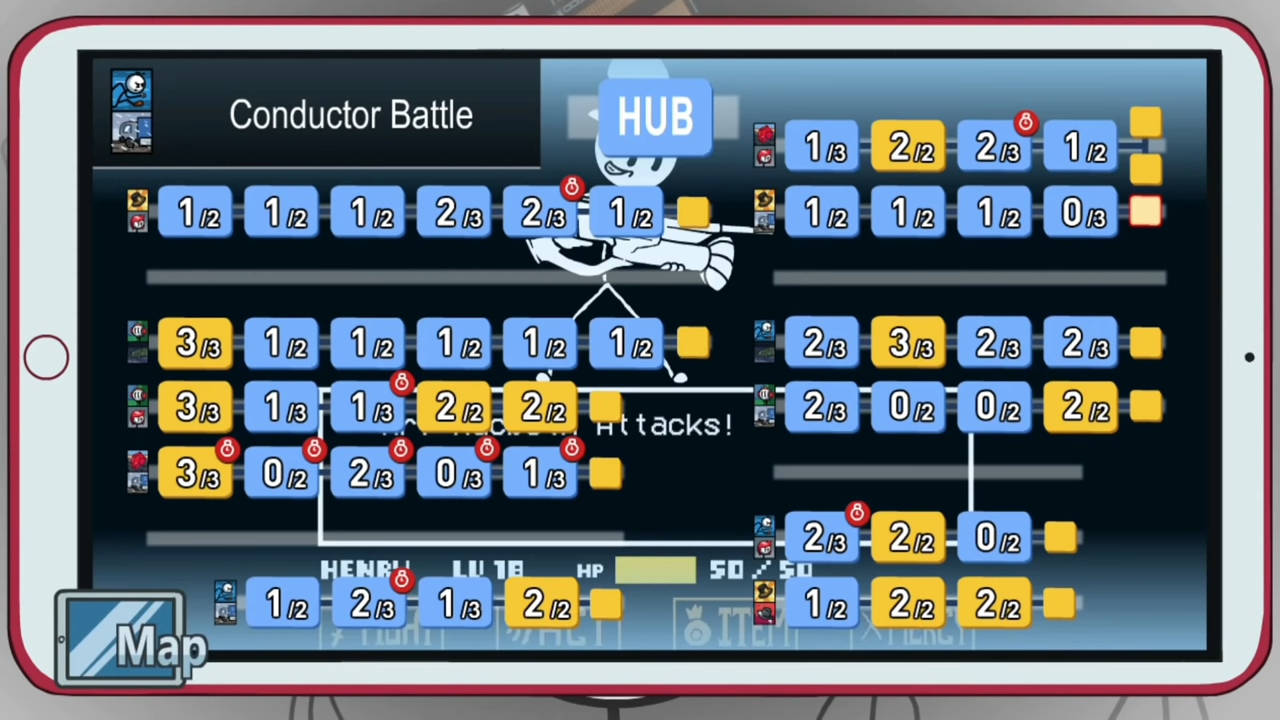 Conductor Battle
HUB
1/3 2/2 2/3 1/2
1/2 1/2 1/2 2/3 2/3 1/2
1/2 1/2 1/2 0/3
3/3 1/2 1/2 1/2 1/2 1/2
2/3 3/3 2/3 2/3
3/3 1/3 1/3 2/2 2/2
2/3 0/2 0/2 2/2
Attacks!
3/3 0/2 2/3 0/3 1/3
2/3 2/2 0/2
HENRY LV 18 HP 50/50
1/2 2/3 1/3 2/2
1/2 2/2 2/2
FIGHT ACT ITEM MERCY
Map